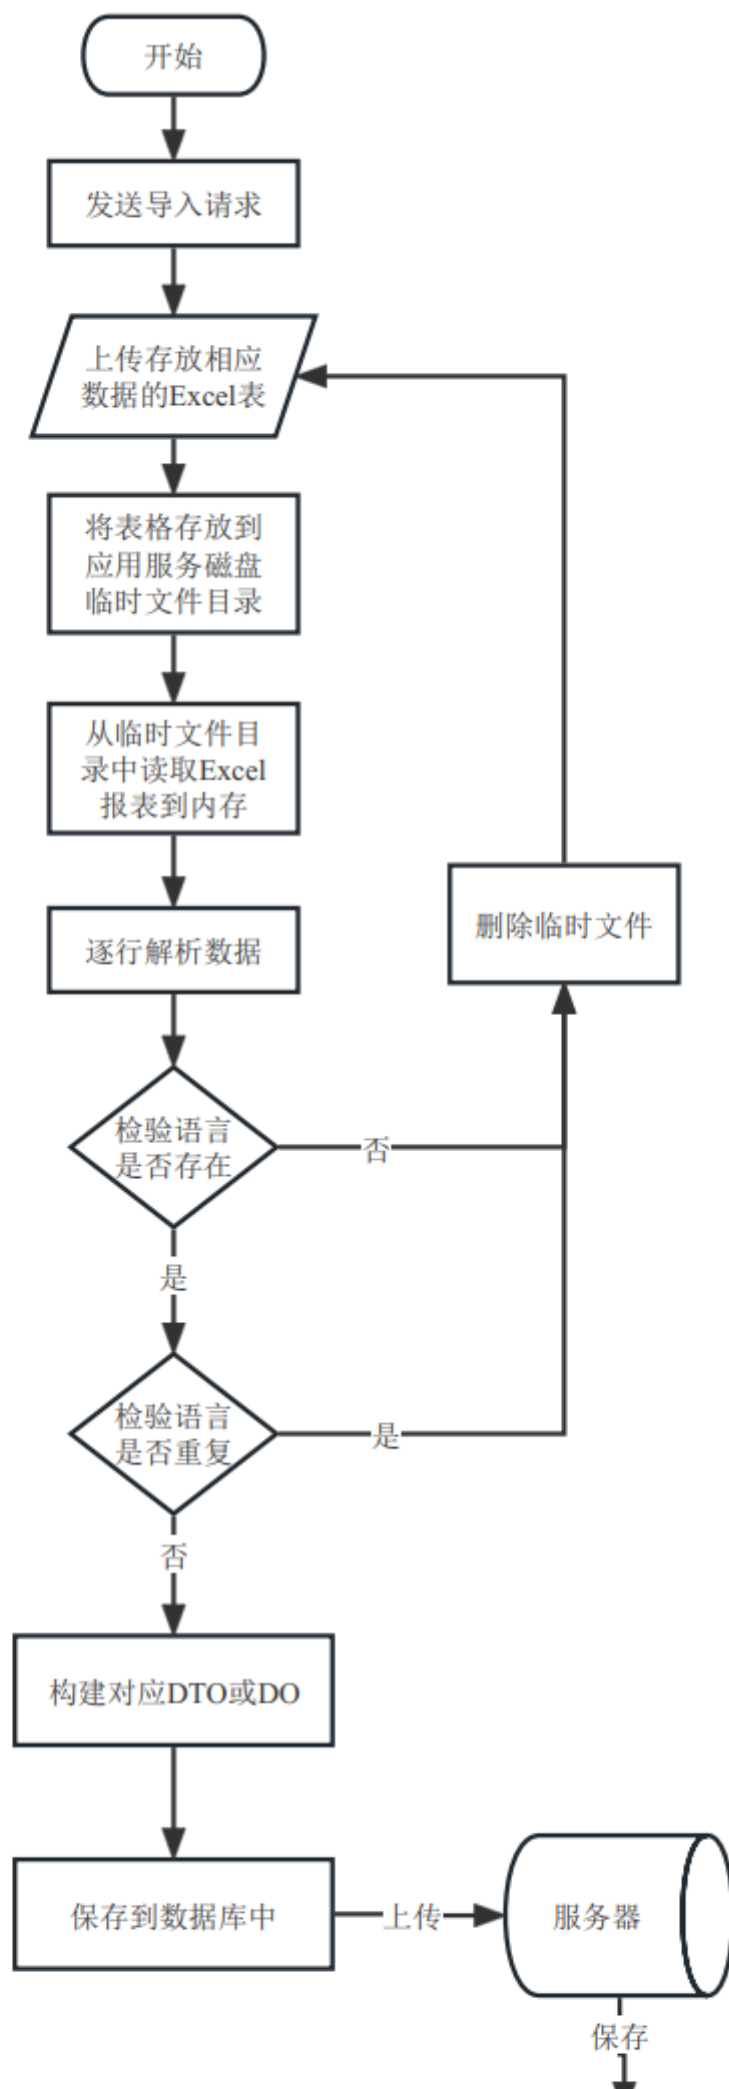 开始
发送导入请求
上传存放相应
数据的Excel表
将表格存放到
应用服务磁盘
临时文件目录
从临时文件目
录中读取Excel
报表到内存
删除临时文件
逐行解析数据
检验语言
是否存在
否
是
检验语言
是否重复
是
否
构建对应DTO或DO
保存到数据库中
上传
服务器
保存